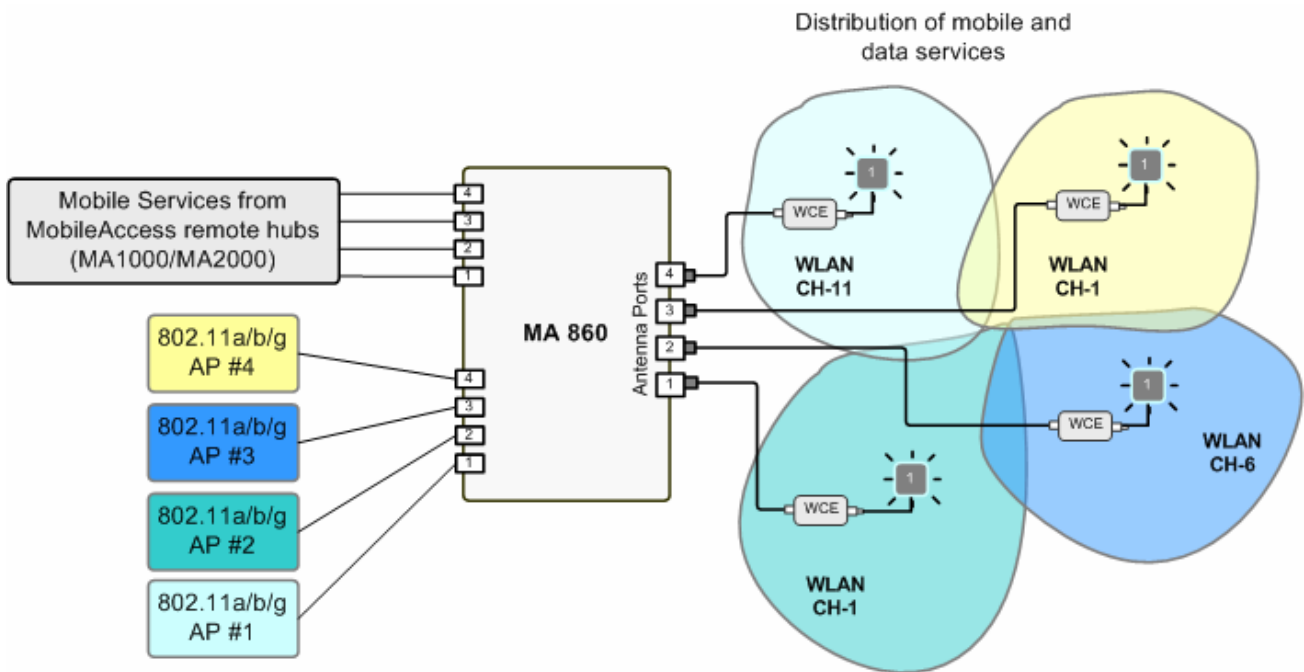 Distribution of mobile and
data services
Mobile Services from
MobileAccess remote hubs
(MA1000/MA2000)
4
3
2
1
802.11a/b/g
AP #4
802.11a/b/g
AP #3
802.11a/b/g
AP #2
802.11a/b/g
AP #1
4
3
2
1
MA 860
Antenna Ports
4
3
2
1
1
WCE
WLAN
CH-11
1
WCE
WLAN
CH-1
1
WCE
WLAN
CH-6
1
WCE
WLAN
CH-1